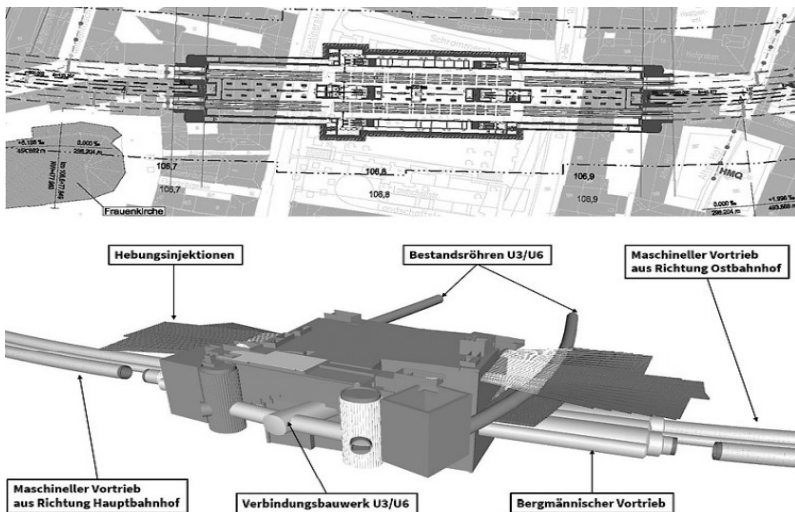 Schrammerstr
HMQ
106,7
106,8
106,9
106,7
106,8
106,9
Frauenkirche
Hebungsinjektionen
Bestandsröhren U3/U6
Maschineller Vortrieb
aus Richtung Ostbahnhof
Maschineller Vortrieb
aus Richtung Hauptbahnhof
Verbindungsbauwerk U3/U6
Bergmännischer Vortrieb